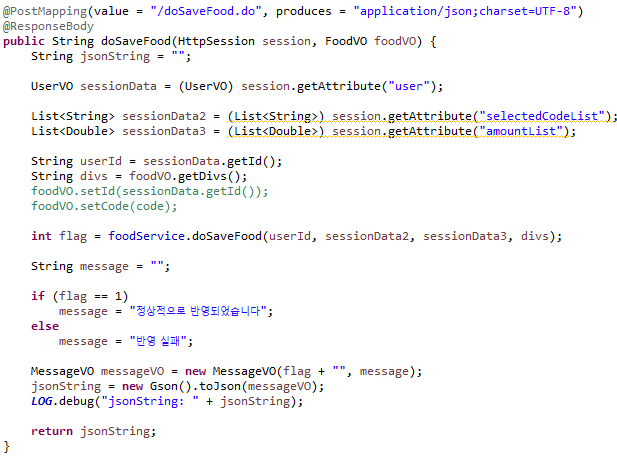 @PostMapping(value = "/doSaveFood.do", produces = "application/json;charset=UTF-8")
@ResponseBody
public String doSaveFood(HttpSession session, FoodVO foodVO) {
    String jsonString = "";

    UserVO sessionData = (UserVO) session.getAttribute("user");

    List<String> sessionData2 = (List<String>) session.getAttribute("selectedCodeList");
    List<Double> sessionData3 = (List<Double>) session.getAttribute("amountList");

    String userId = sessionData.getId();
    String divs = foodVO.getDivs();
    foodVO.setId(sessionData.getId());
    foodVO.setCode(code);

    int flag = foodService.doSaveFood(userId, sessionData2, sessionData3, divs);

    String message = "";

    if (flag == 1)
        message = "정상적으로 반영되었습니다";
    else
        message = "반영 실패";

    MessageVO messageVO = new MessageVO(flag + "", message);
    jsonString = new Gson().toJson(messageVO);
    LOG.debug("jsonString: " + jsonString);

    return jsonString;
}